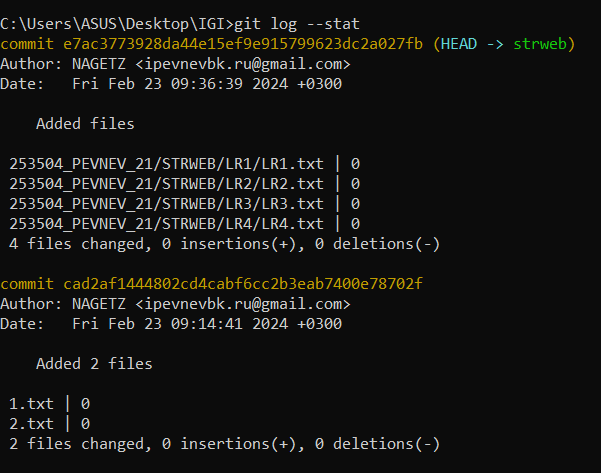 C:\Users\ASUS\Desktop\IGI>git log --stat
commit e7ac3773928da44e15ef9e915799623dc2a027fb (HEAD -> strweb)
Author: NAGETZ <ipevnevbk.ru@gmail.com>
Date:   Fri Feb 23 09:36:39 2024 +0300
    Added files
 253504_PEVNEV_21/STRWEB/LR1/LR1.txt | 0
 253504_PEVNEV_21/STRWEB/LR2/LR2.txt | 0
 253504_PEVNEV_21/STRWEB/LR3/LR3.txt | 0
 253504_PEVNEV_21/STRWEB/LR4/LR4.txt | 0
 4 files changed, 0 insertions(+), 0 deletions(-)
commit cad2af1444802cd4cabf6cc2b3eab7400e78702f
Author: NAGETZ <ipevnevbk.ru@gmail.com>
Date:   Fri Feb 23 09:14:41 2024 +0300
    Added 2 files
 1.txt | 0
 2.txt | 0
 2 files changed, 0 insertions(+), 0 deletions(-)